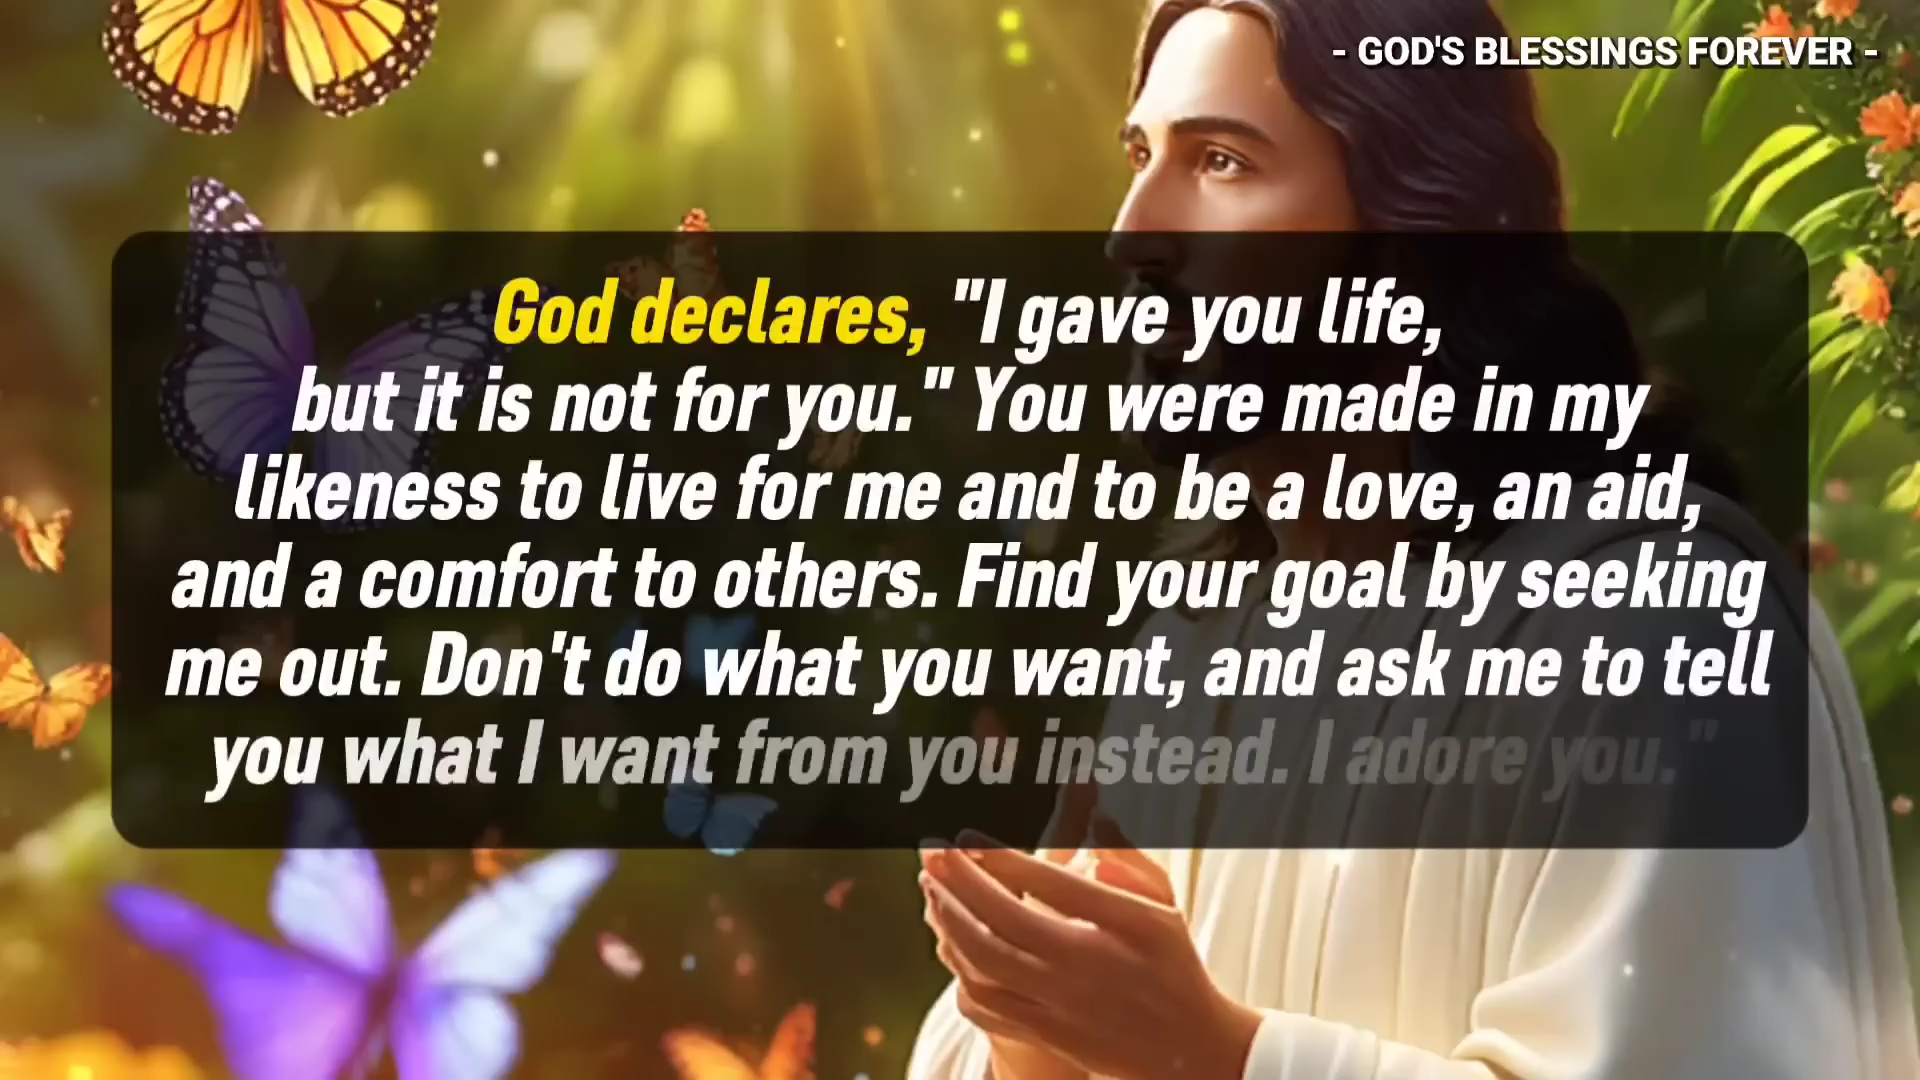 - GOD'S BLESSINGS FOREVER -
God declares, "I gave you life,
but it is not for you." You were made in my
likeness to live for me and to be a love, an aid,
and a comfort to others. Find your goal by seeking
me out. Don't do what you want, and ask me to tell
you what I want from you instead. I adore you."